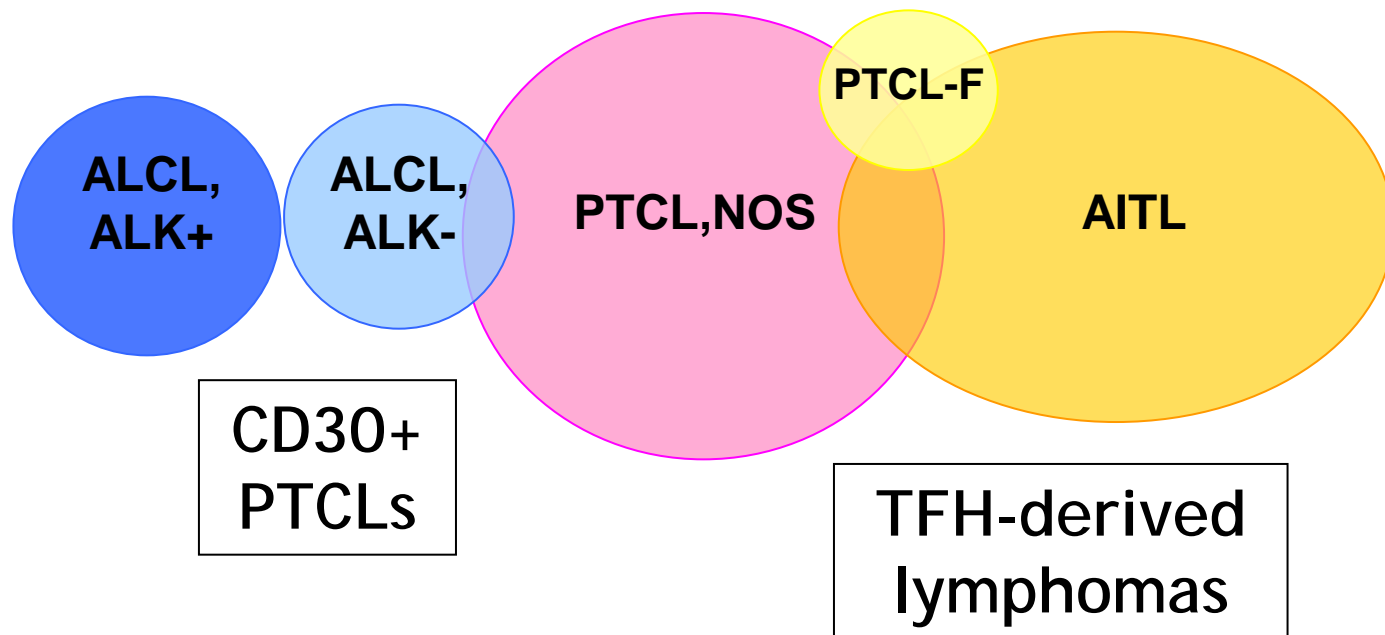 ALCL,
ALK+
ALCL,
ALK-
PTCL,NOS
PTCL-F
AITL
CD30+
PTCLs
TFH-derived
lymphomas